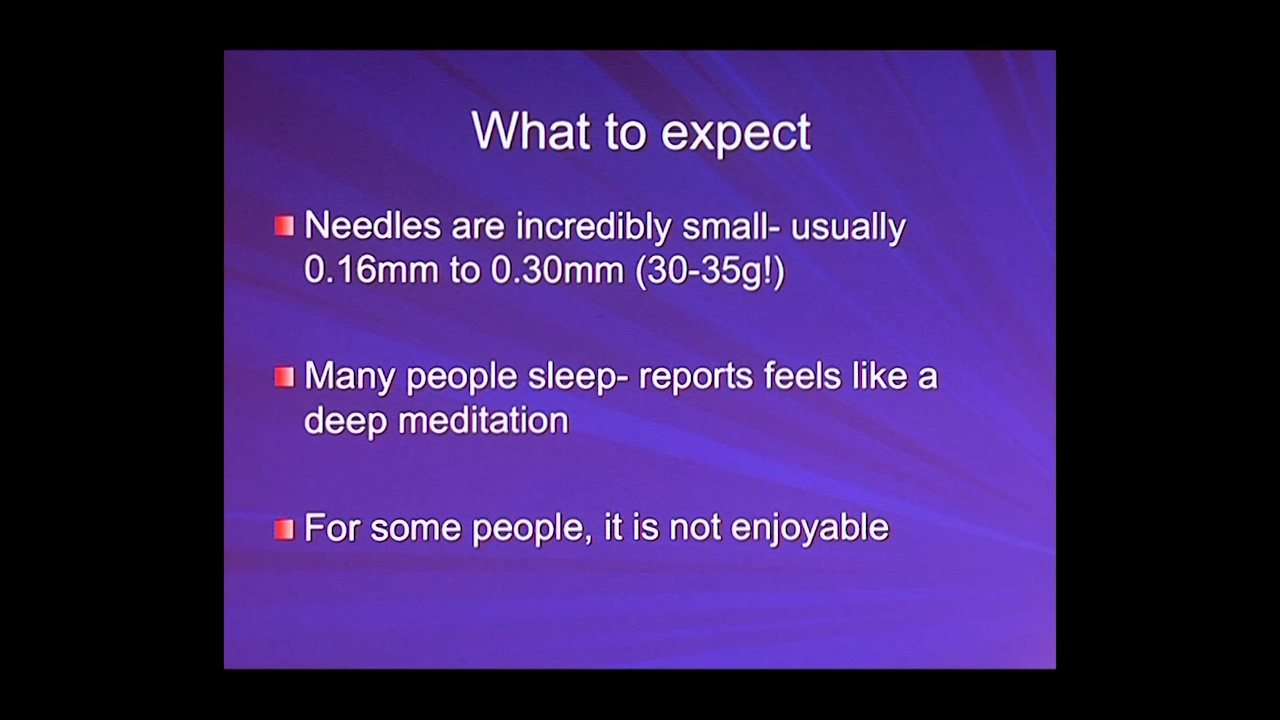 What to expect
Needles are incredibly small- usually
0.16mm to 0.30mm (30-35g!)
Many people sleep- reports feels like a
deep meditation
For some people, it is not enjoyable